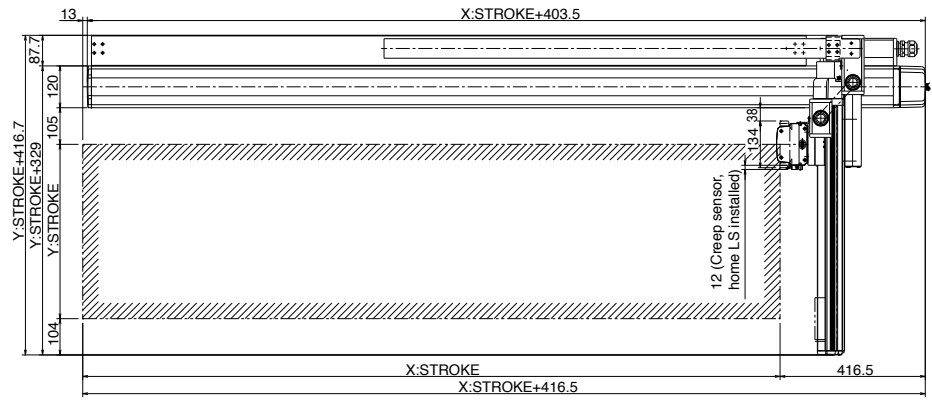 13
X:STROKE+403.5
87.7
120
105
38
134
Y:STROKE+416.7
Y:STROKE+329
Y:STROKE
12 (Creep sensor,
home LS installed)
104
X:STROKE
416.5
X:STROKE+416.5